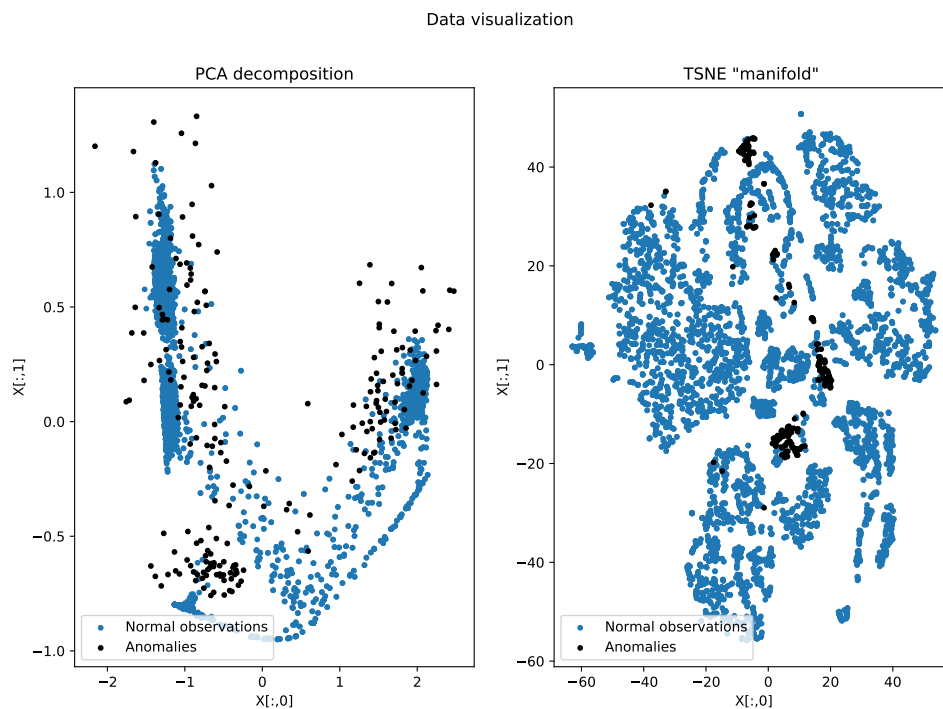 Data visualization
PCA decomposition
1.0
0.5
0.0
−0.5
−1.0
X[:,1]
−2
−1
0
1
2
X[:,0]
Normal observations
Anomalies
TSNE "manifold"
40
20
0
−20
−40
−60
X[:,1]
−60
−40
−20
0
20
40
X[:,0]
Normal observations
Anomalies